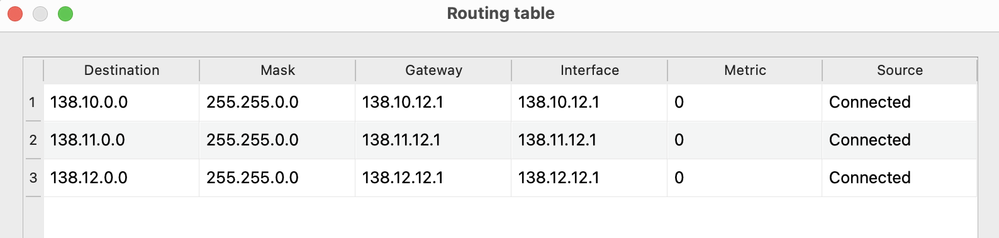 Routing table
Destination Mask Gateway Interface Metric Source
1 138.10.0.0 255.255.0.0 138.10.12.1 138.10.12.1 0 Connected
2 138.11.0.0 255.255.0.0 138.11.12.1 138.11.12.1 0 Connected
3 138.12.0.0 255.255.0.0 138.12.12.1 138.12.12.1 0 Connected